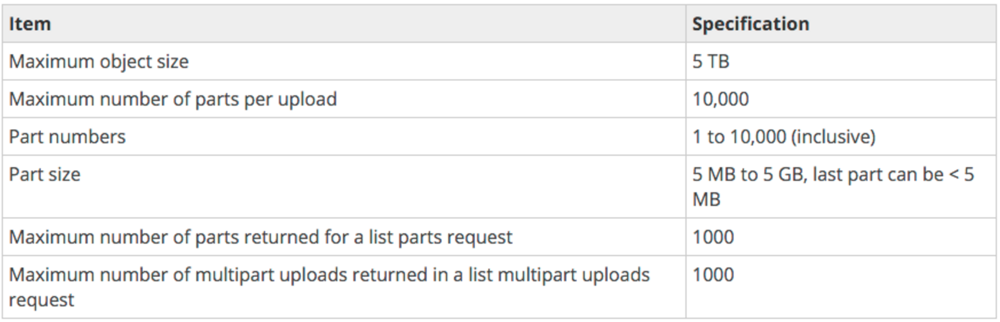 Item Specification
Maximum object size 5 TB
Maximum number of parts per upload 10,000
Part numbers 1 to 10,000 (inclusive)
Part size 5 MB to 5 GB, last part can be < 5
MB
Maximum number of parts returned for a list parts request 1000
Maximum number of multipart uploads returned in a list multipart uploads 1000
request